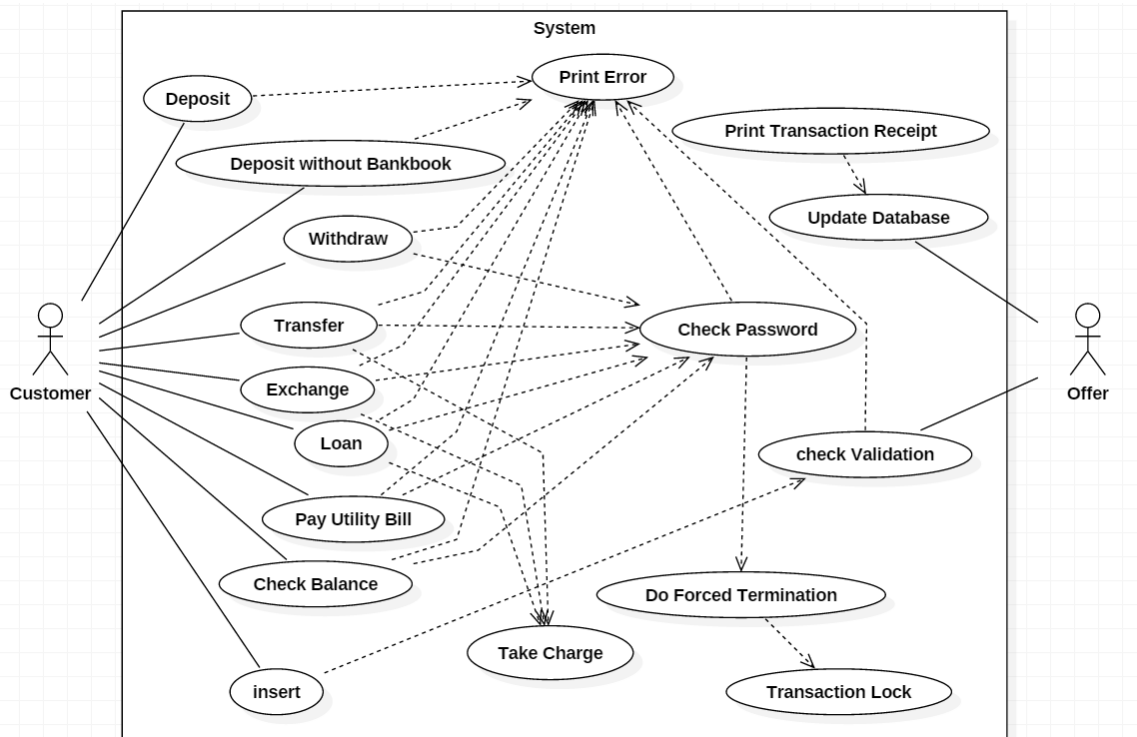 System
Print Error
Deposit
Print Transaction Receipt
Deposit without Bankbook
Update Database
Withdraw
Transfer
Check Password
Exchange
Customer
Offer
Loan
check Validation
Pay Utility Bill
Check Balance
Do Forced Termination
Take Charge
insert
Transaction Lock